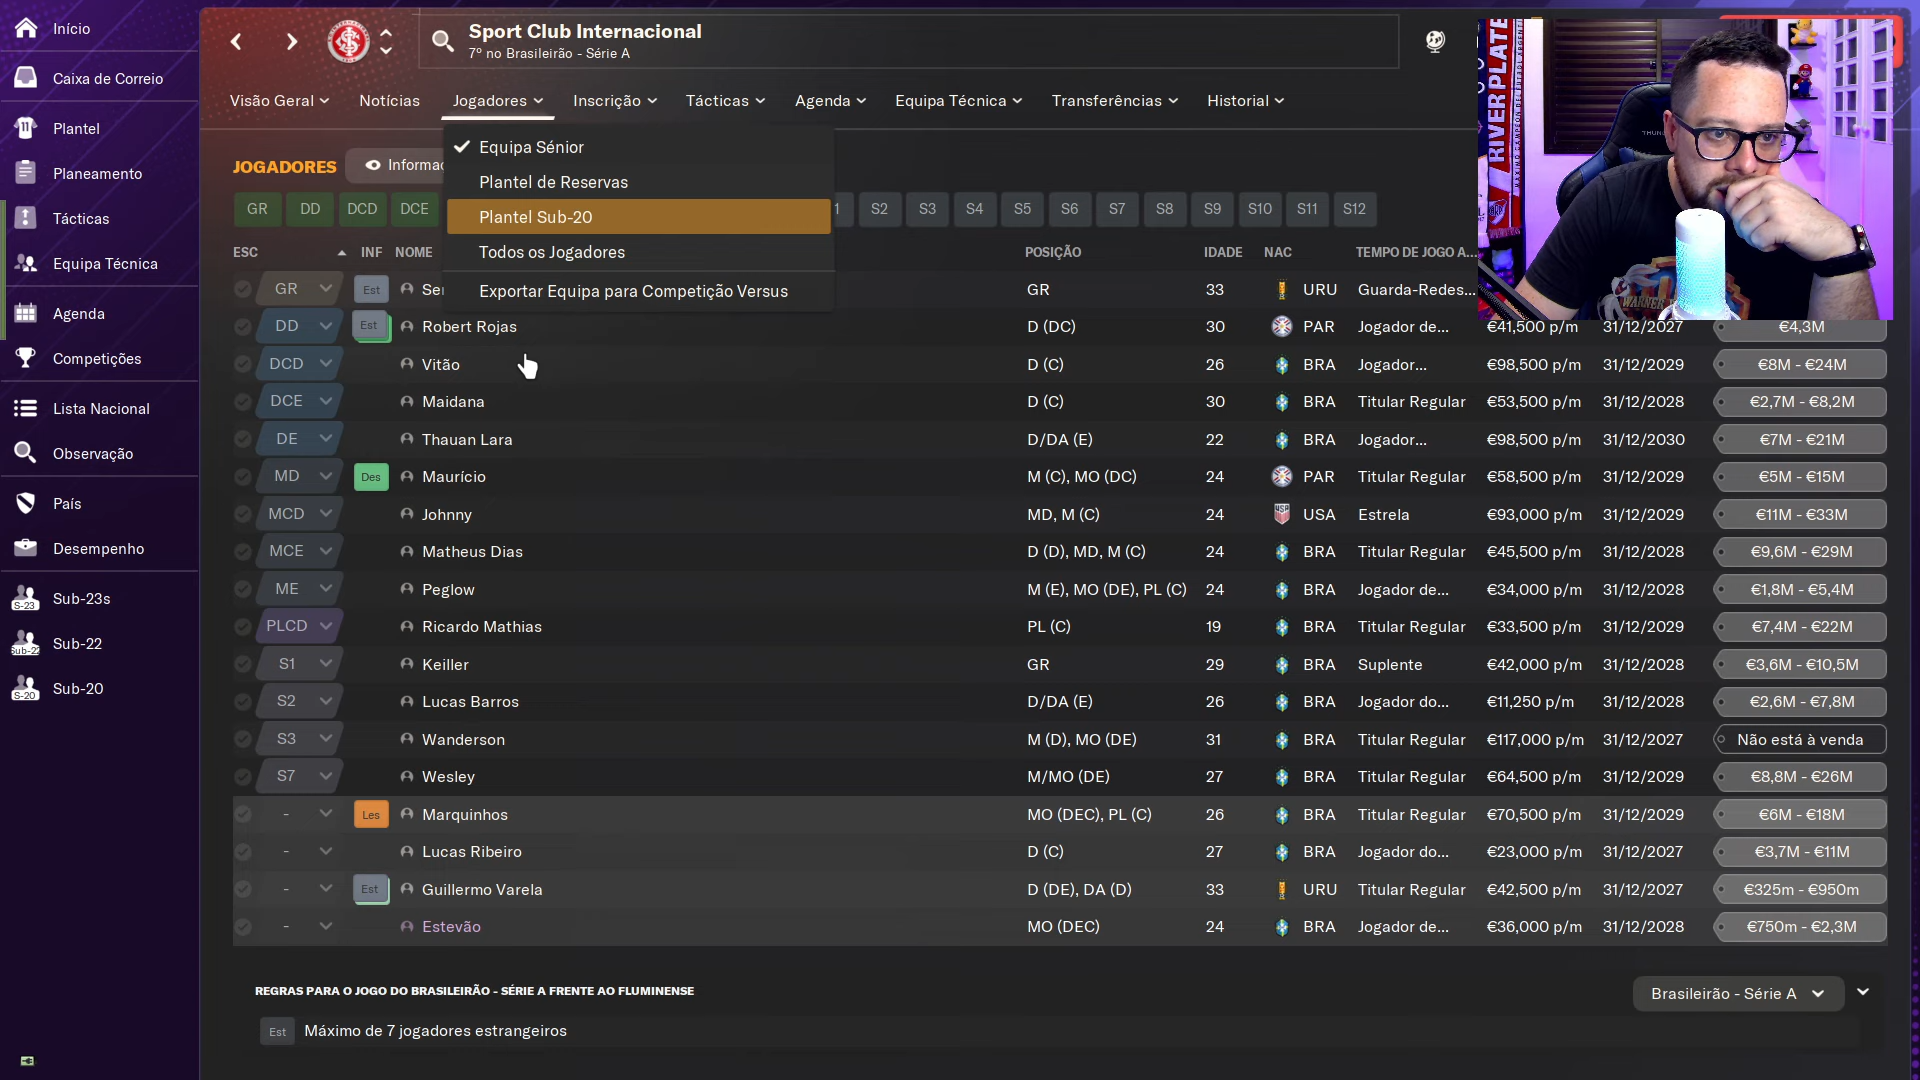 Início
Caixa de Correio
Plantel
Planeamento
Tácticas
Equipa Técnica
Agenda
Competições
Lista Nacional
Observação
País
Desempenho
S-23 Sub-23s
Sub-22
S-20 Sub-20
Sport Club Internacional
7º no Brasileirão - Série A
Visão Geral Notícias Jogadores Inscrição Tácticas Agenda Equipa Técnica Transferências Historial
Equipa Sénior
Plantel de Reservas
Plantel Sub-20
Todos os Jogadores
Exportar Equipa para Competição Versus
JOGADORES Informac
GR DD DCD DCE 1 S2 S3 S4 S5 S6 S7 S8 S9 S10 S11 S12
ESC INF NOME POSIÇÃO IDADE NAC TEMPO DE JOGO A...
GR Est Ser GR 33 URU Guarda-Redes...
DD Est Robert Rojas D (DC) 30 PAR Jogador de... €41,500 p/m 31/12/2027 €4,3M
DCD Vitão D (C) 26 BRA Jogador... €98,500 p/m 31/12/2029 €8M - €24M
DCE Maidana D (C) 30 BRA Titular Regular €53,500 p/m 31/12/2028 €2,7M - €8,2M
DE Thauan Lara D/DA (E) 22 BRA Jogador... €98,500 p/m 31/12/2030 €7M - €21M
MD Des Maurício M (C), MO (DC) 24 PAR Titular Regular €58,500 p/m 31/12/2029 €5M - €15M
MCD Johnny MD, M (C) 24 USA Estrela €93,000 p/m 31/12/2029 €11M - €33M
MCE Matheus Dias D (D), MD, M (C) 24 BRA Titular Regular €45,500 p/m 31/12/2028 €9,6M - €29M
ME Peglow M (E), MO (DE), PL (C) 24 BRA Jogador de... €34,000 p/m 31/12/2028 €1,8M - €5,4M
PLCD Ricardo Mathias PL (C) 19 BRA Titular Regular €33,500 p/m 31/12/2029 €7,4M - €22M
S1 Keiller GR 29 BRA Suplente €42,000 p/m 31/12/2028 €3,6M - €10,5M
S2 Lucas Barros D/DA (E) 26 BRA Jogador do... €11,250 p/m 31/12/2028 €2,6M - €7,8M
S3 Wanderson M (D), MO (DE) 31 BRA Titular Regular €117,000 p/m 31/12/2027 Não está à venda
S7 Wesley M/MO (DE) 27 BRA Titular Regular €64,500 p/m 31/12/2029 €8,8M - €26M
- Les Marquinhos MO (DEC), PL (C) 26 BRA Titular Regular €70,500 p/m 31/12/2029 €6M - €18M
- Lucas Ribeiro D (C) 27 BRA Jogador do... €23,000 p/m 31/12/2027 €3,7M - €11M
- Est Guillermo Varela D (DE), DA (D) 33 URU Titular Regular €42,500 p/m 31/12/2027 €325m - €950m
- Estevão MO (DEC) 24 BRA Jogador de... €36,000 p/m 31/12/2028 €750m - €2,3M
REGRAS PARA O JOGO DO BRASILEIRÃO - SÉRIE A FRENTE AO FLUMINENSE
Brasileirão - Série A
Est Máximo de 7 jogadores estrangeiros
RIVER PLATE